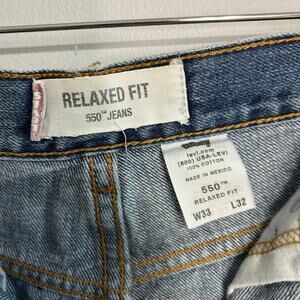 RELAXED FIT
550™ JEANS
levi.com
(800) USA-LEVI
100% COTTON
MADE IN MEXICO
550™
RELAXED FIT
W33 L32